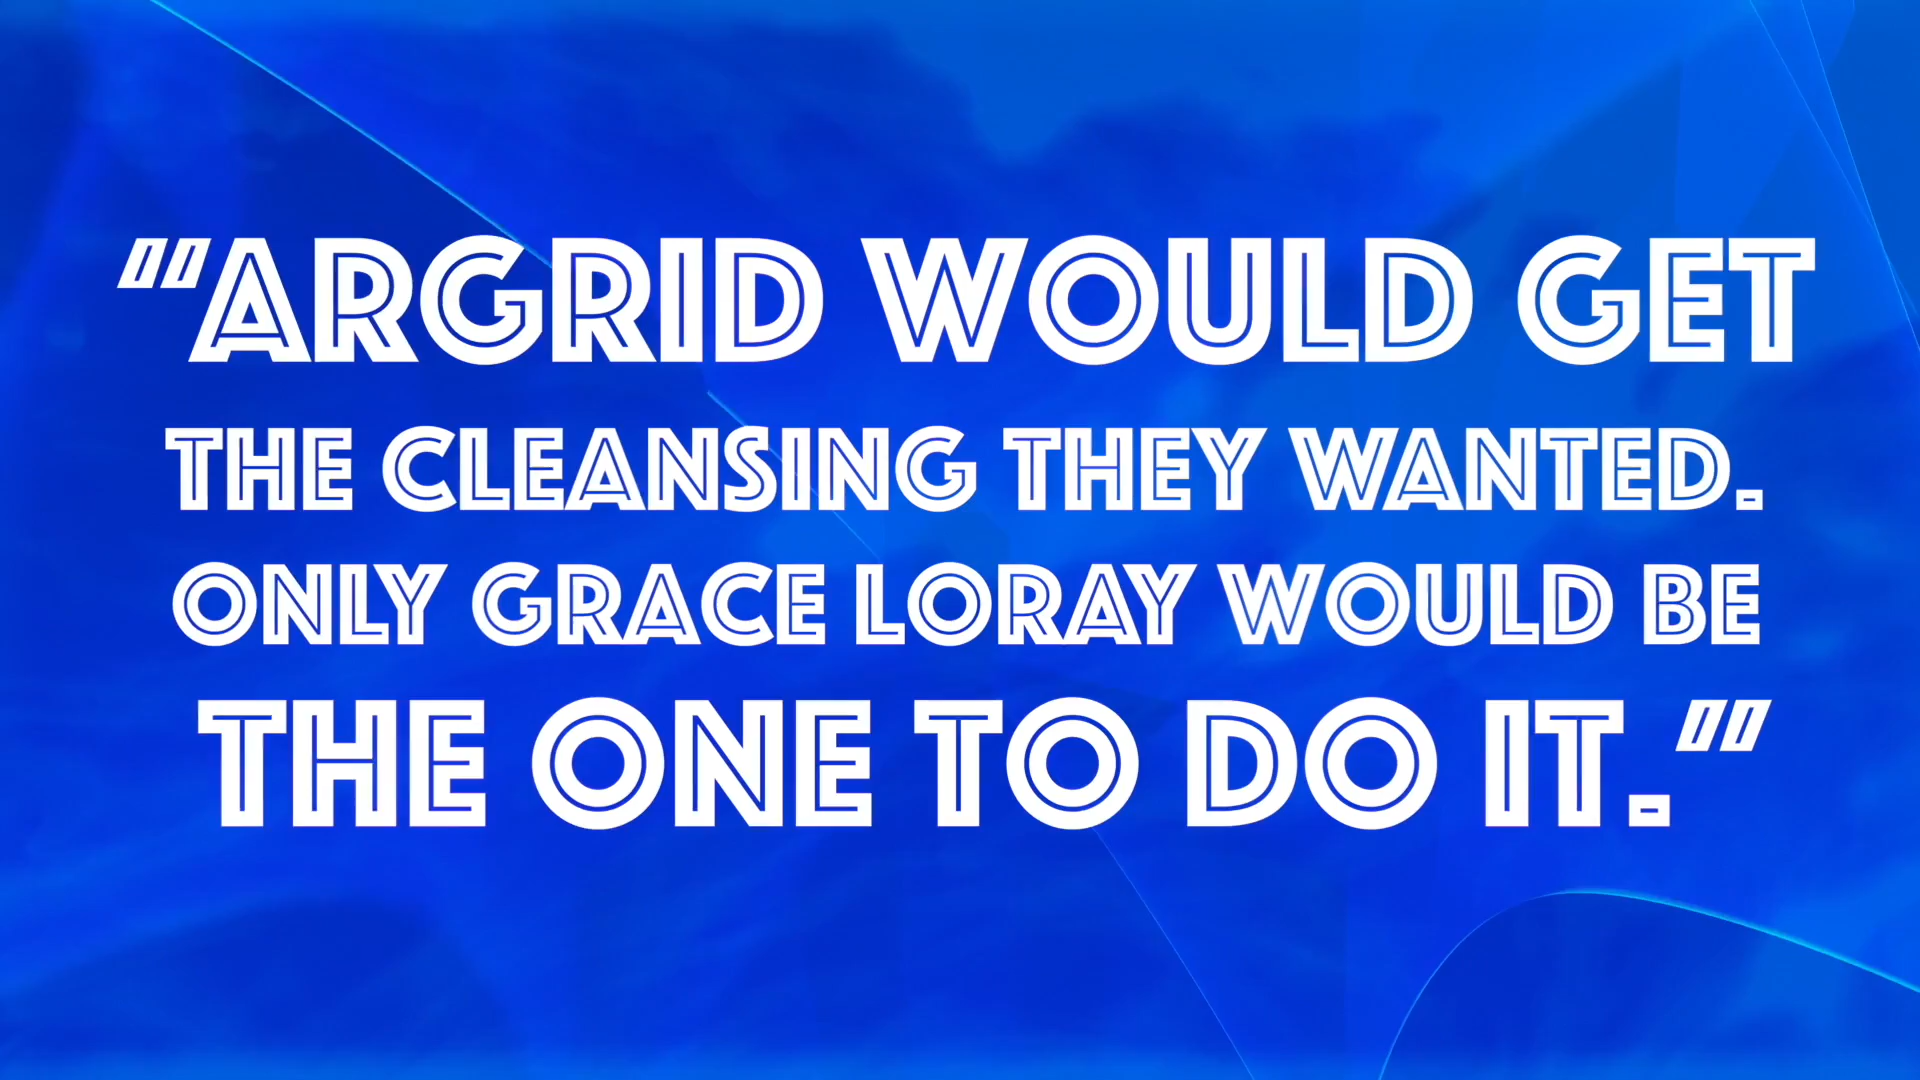 "ARGRID WOULD GET
THE CLEANSING THEY WANTED.
ONLY GRACE LORAY WOULD BE
THE ONE TO DO IT."